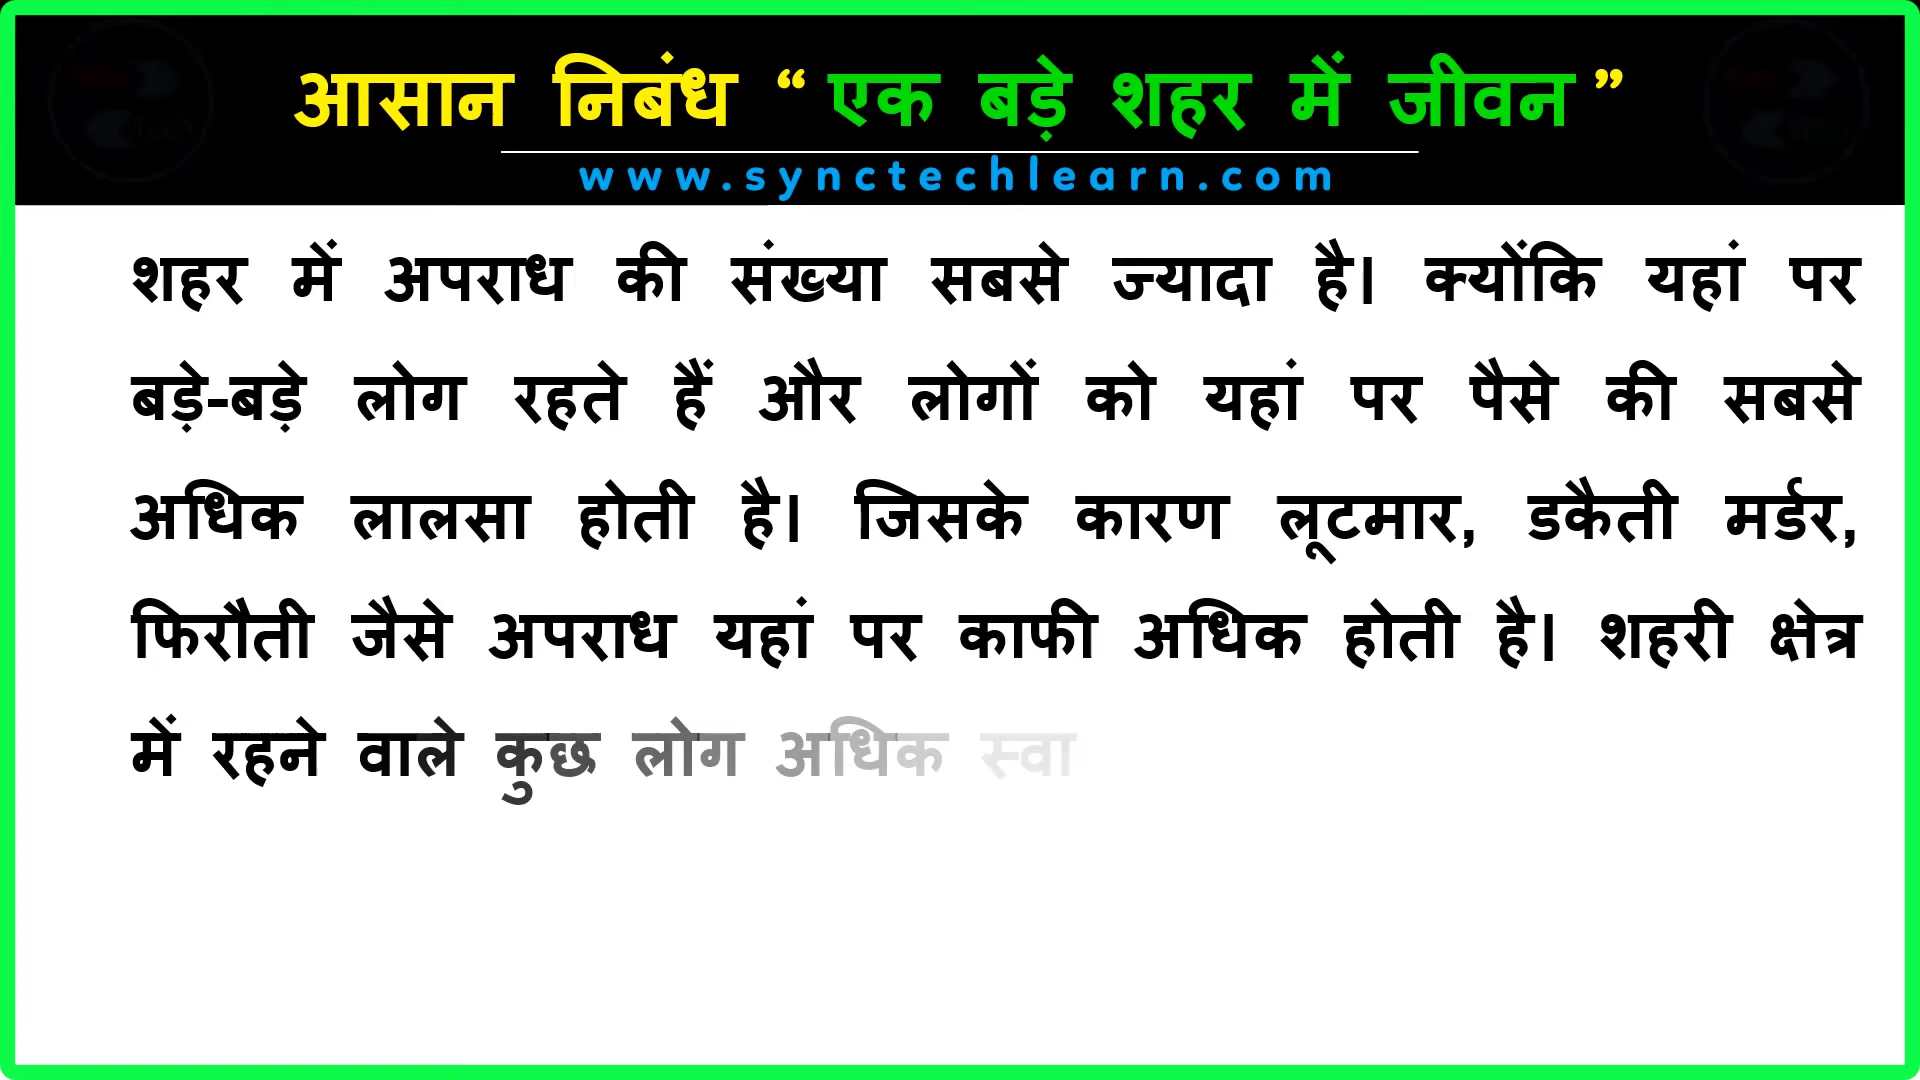 आसान निबंध “ एक बड़े शहर में जीवन ”
www.synctechlearn.com
शहर में अपराध की संख्या सबसे ज्यादा है। क्योंकि यहां पर
बड़े-बड़े लोग रहते हैं और लोगों को यहां पर पैसे की सबसे
अधिक लालसा होती है। जिसके कारण लूटमार, डकैती मर्डर,
फिरौती जैसे अपराध यहां पर काफी अधिक होती है। शहरी क्षेत्र
में रहने वाले कुछ लोग अधिक स्वा